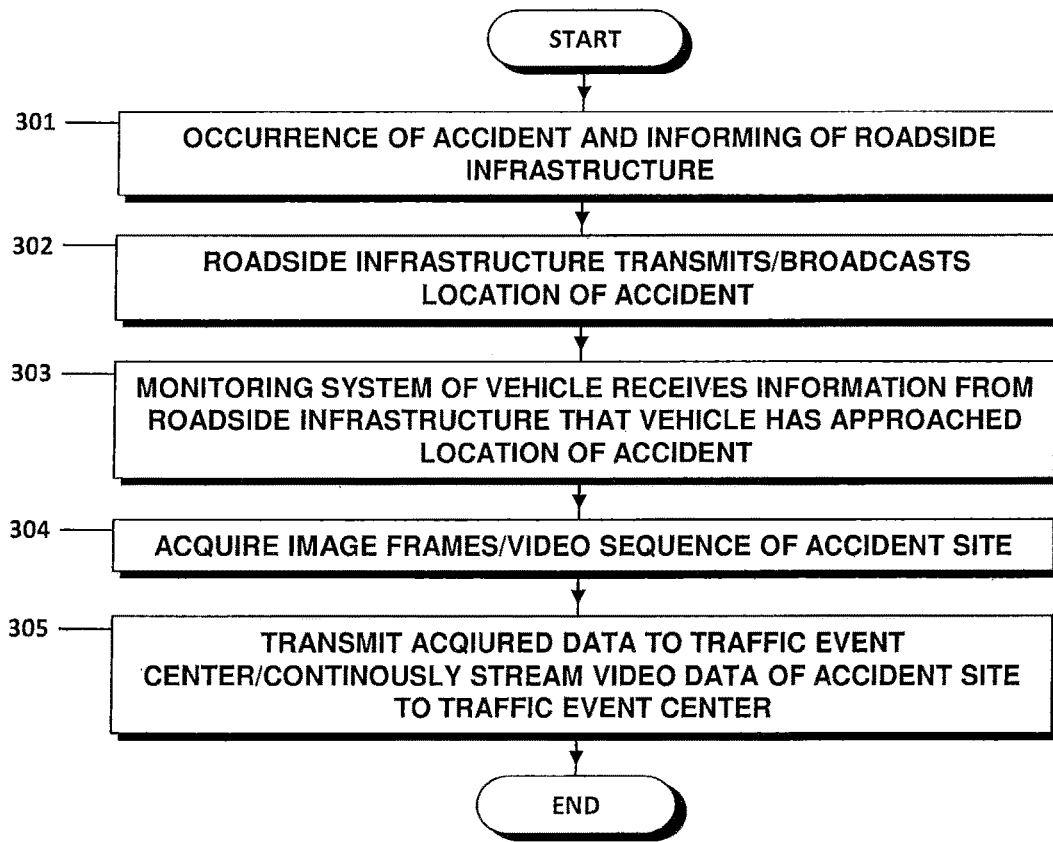 START
301
OCCURRENCE OF ACCIDENT AND INFORMING OF ROADSIDE
INFRASTRUCTURE
302
ROADSIDE INFRASTRUCTURE TRANSMITS/BROADCASTS
LOCATION OF ACCIDENT
303
MONITORING SYSTEM OF VEHICLE RECEIVES INFORMATION FROM
ROADSIDE INFRASTRUCTURE THAT VEHICLE HAS APPROACHED
LOCATION OF ACCIDENT
304
ACQUIRE IMAGE FRAMES/VIDEO SEQUENCE OF ACCIDENT SITE
305
TRANSMIT ACQIURED DATA TO TRAFFIC EVENT
CENTER/CONTINOUSLY STREAM VIDEO DATA OF ACCIDENT SITE
TO TRAFFIC EVENT CENTER
END